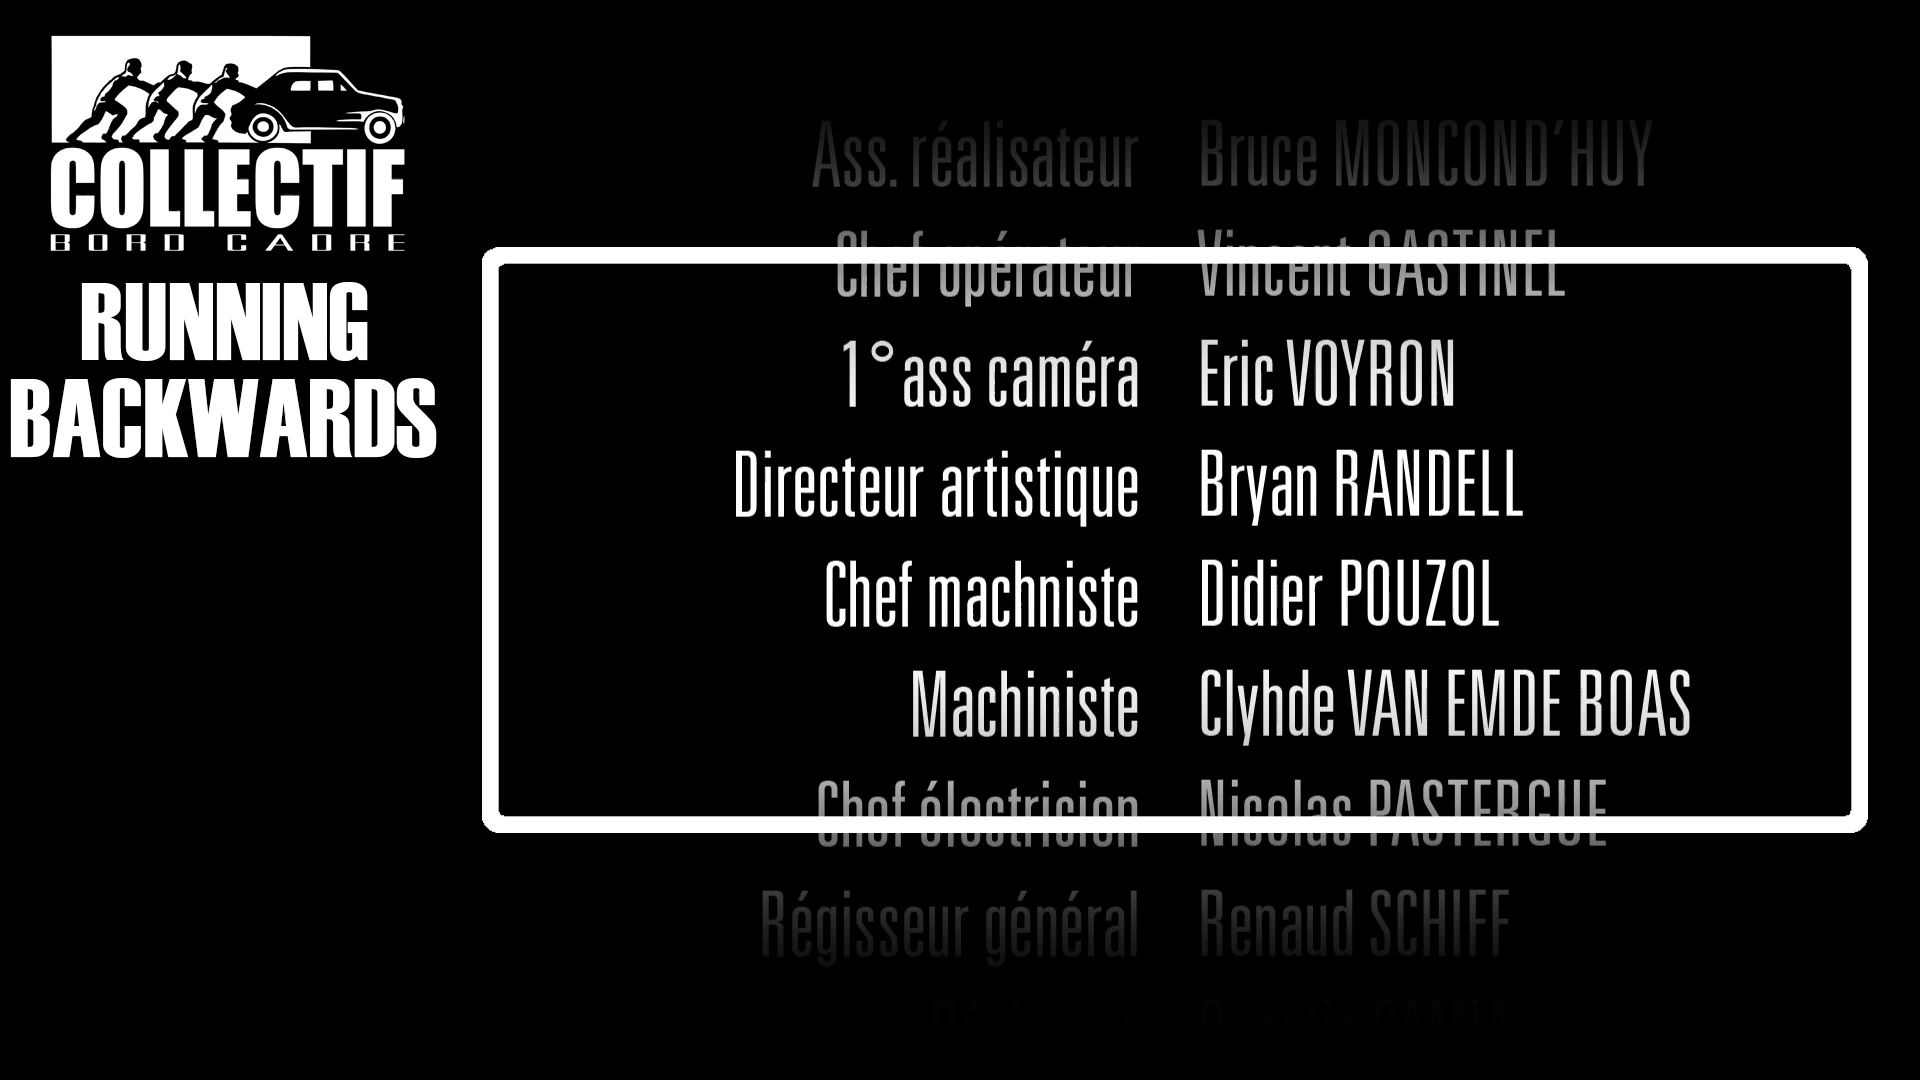 COLLECTIF
BORD CADRE
RUNNING
BACKWARDS
Ass. réalisateur Bruce MONCOND'HUY
Chef opérateur Vincent GASTINEL
1° ass caméra Eric VOYRON
Directeur artistique Bryan RANDELL
Chef machniste Didier POUZOL
Machiniste Clyhde VAN EMDE BOAS
Chef électricien Nicolas PASTERGUE
Régisseur général Renaud SCHIFF